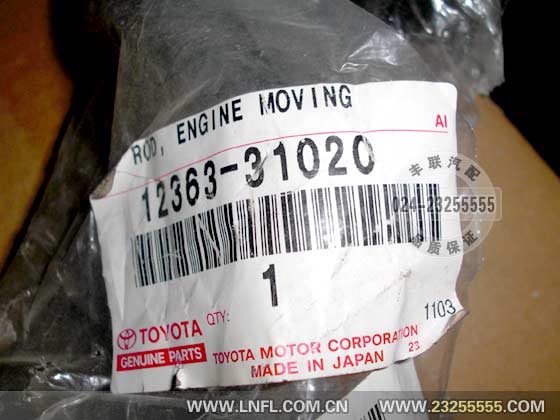 ROD, ENGINE MOVING
AI
12363-31020
丰联汽配
024-23255555
品质保证
1
QTY:
TOYOTA
GENUINE PARTS
1103
TOYOTA MOTOR CORPORATION
MADE IN JAPAN 23
WWW.LNFL.COM.CN
WWW.23255555.COM